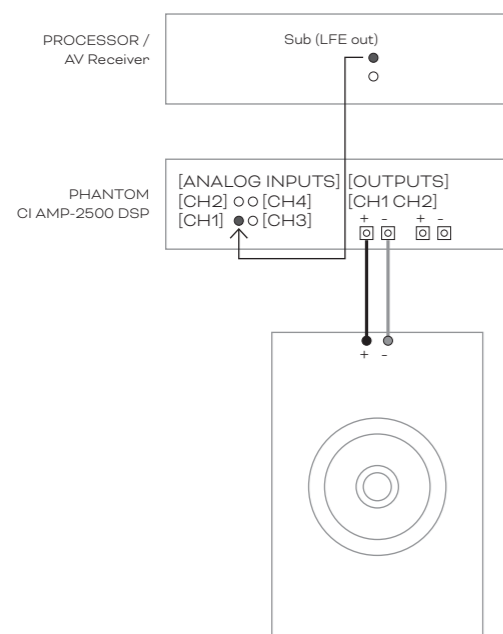 PROCESSOR /
AV Receiver
Sub (LFE out)
PHANTOM
CI AMP-2500 DSP
[ANALOG INPUTS] [OUTPUTS]
[CH2] [CH4] [CH1 CH2]
[CH1] [CH3]
+ - + -
+ -